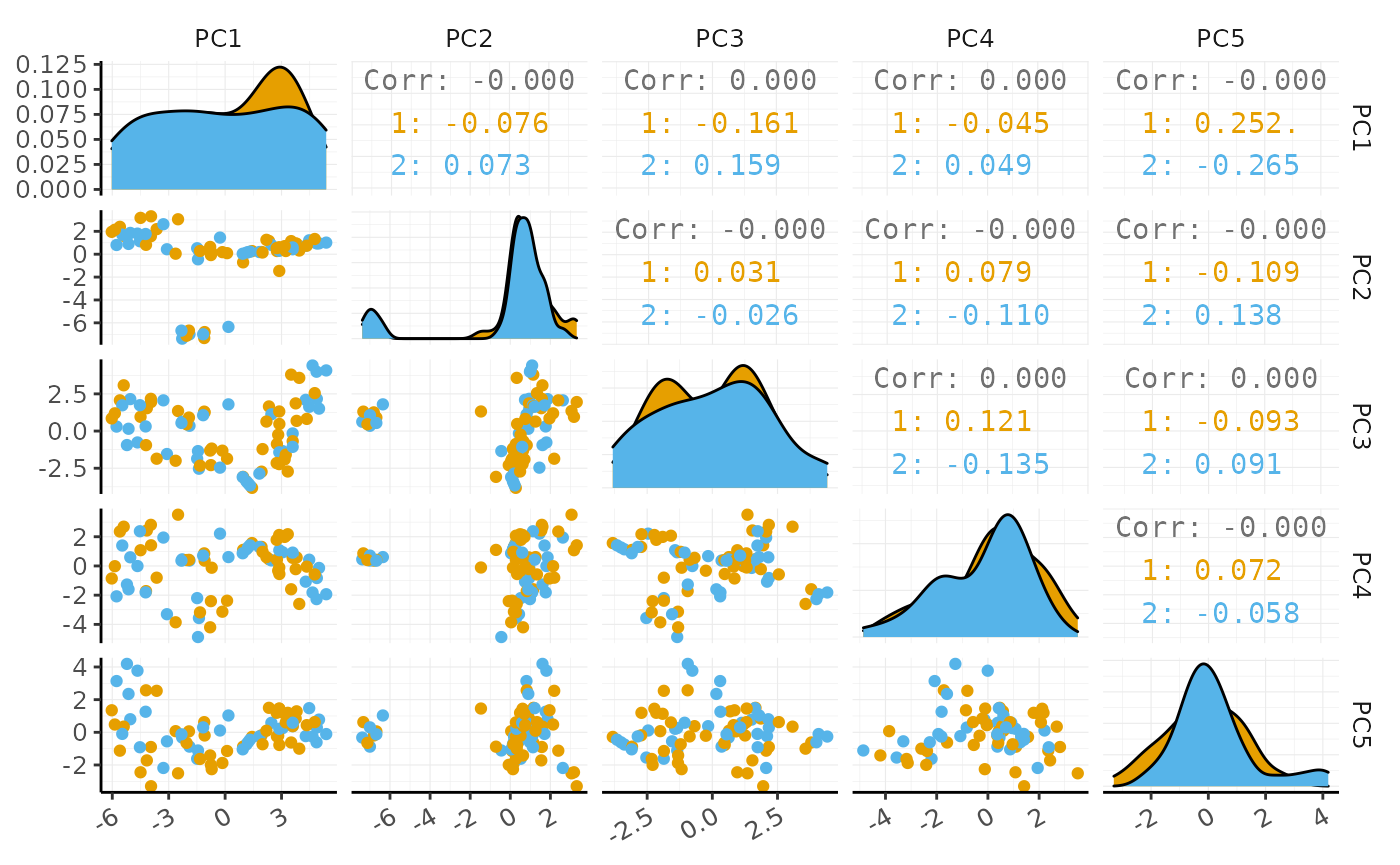 PC1 PC2 PC3 PC4 PC5
0.125
0.100
0.075
0.050
0.025
0.000
Corr: -0.000
1: -0.076
2: 0.073
Corr: 0.000
1: -0.161
2: 0.159
Corr: 0.000
1: -0.045
2: 0.049
Corr: -0.000
1: 0.252.
2: -0.265
PC1
2
0
-2
-4
-6
Corr: -0.000
1: 0.031
2: -0.026
Corr: -0.000
1: 0.079
2: -0.110
Corr: -0.000
1: -0.109
2: 0.138
PC2
2.5
0.0
-2.5
Corr: 0.000
1: 0.121
2: -0.135
Corr: 0.000
1: -0.093
2: 0.091
PC3
2
0
-2
-4
Corr: -0.000
1: 0.072
2: -0.058
PC4
4
2
0
-2
PC5
-6 -3 0 3
-6 -4 -2 0 2
-2.5 0.0 2.5
-4 -2 0 2
-2 0 2 4